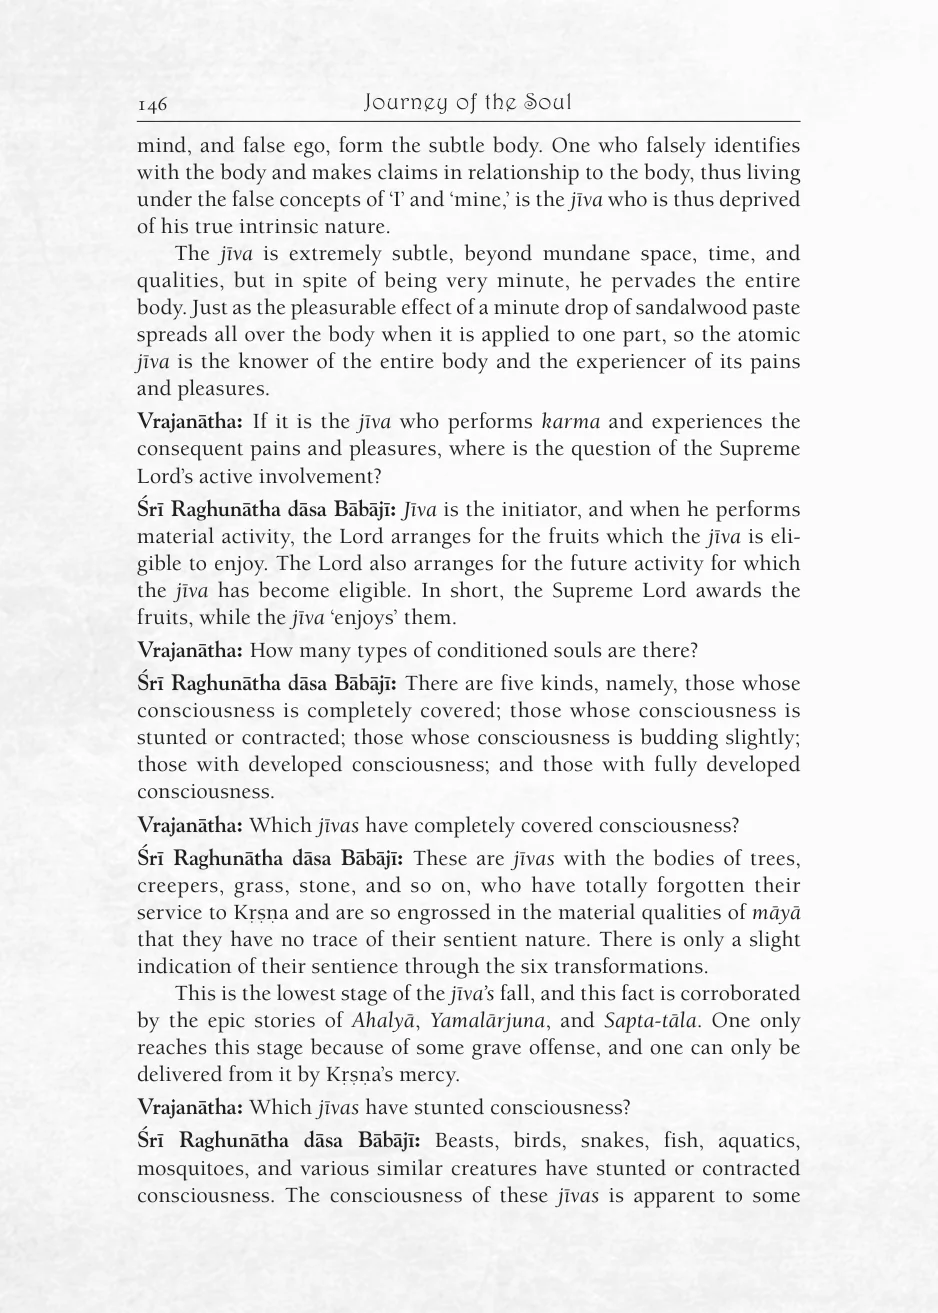 146
Journey of the Soul
mind, and false ego, form the subtle body. One who falsely identifies
with the body and makes claims in relationship to the body, thus living
under the false concepts of ‘I’ and ‘mine,’ is the jīva who is thus deprived
of his true intrinsic nature.
The jīva is extremely subtle, beyond mundane space, time, and
qualities, but in spite of being very minute, he pervades the entire
body. Just as the pleasurable effect of a minute drop of sandalwood paste
spreads all over the body when it is applied to one part, so the atomic
jīva is the knower of the entire body and the experiencer of its pains
and pleasures.
Vrajanātha: If it is the jīva who performs karma and experiences the
consequent pains and pleasures, where is the question of the Supreme
Lord’s active involvement?
Śrī Raghunātha dāsa Bābājī: Jīva is the initiator, and when he performs
material activity, the Lord arranges for the fruits which the jīva is eli-
gible to enjoy. The Lord also arranges for the future activity for which
the jīva has become eligible. In short, the Supreme Lord awards the
fruits, while the jīva ‘enjoys’ them.
Vrajanātha: How many types of conditioned souls are there?
Śrī Raghunātha dāsa Bābājī: There are five kinds, namely, those whose
consciousness is completely covered; those whose consciousness is
stunted or contracted; those whose consciousness is budding slightly;
those with developed consciousness; and those with fully developed
consciousness.
Vrajanātha: Which jīvas have completely covered consciousness?
Śrī Raghunātha dāsa Bābājī: These are jīvas with the bodies of trees,
creepers, grass, stone, and so on, who have totally forgotten their
service to Kṛṣṇa and are so engrossed in the material qualities of māyā
that they have no trace of their sentient nature. There is only a slight
indication of their sentience through the six transformations.
This is the lowest stage of the jīva’s fall, and this fact is corroborated
by the epic stories of Ahalyā, Yamalārjuna, and Sapta-tāla. One only
reaches this stage because of some grave offense, and one can only be
delivered from it by Kṛṣṇa’s mercy.
Vrajanātha: Which jīvas have stunted consciousness?
Śrī Raghunātha dāsa Bābājī: Beasts, birds, snakes, fish, aquatics,
mosquitoes, and various similar creatures have stunted or contracted
consciousness. The consciousness of these jīvas is apparent to some